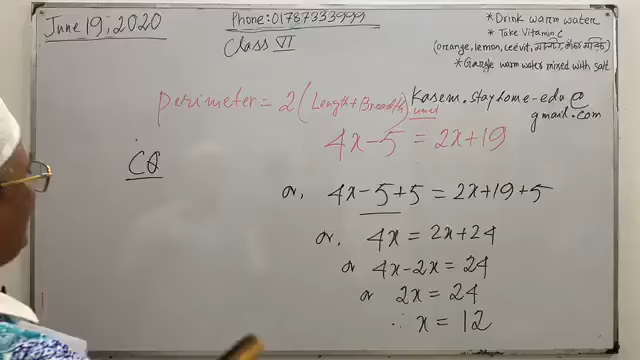 June 19, 2020
Phone: 01787333999
Class VI
* Drink warm water
* Take Vitamin C
(orange, lemon, ceevit,
* Gargle warm water mixed with salt
Kasem.stayhome-edu@
gmail.com
Perimeter = 2 (Length + Breadth) unit
4x-5 = 2x+19
CQ
or, 4x-5+5 = 2x+19+5
or, 4x = 2x+24
or 4x-2x = 24
or 2x = 24
∴ x = 12